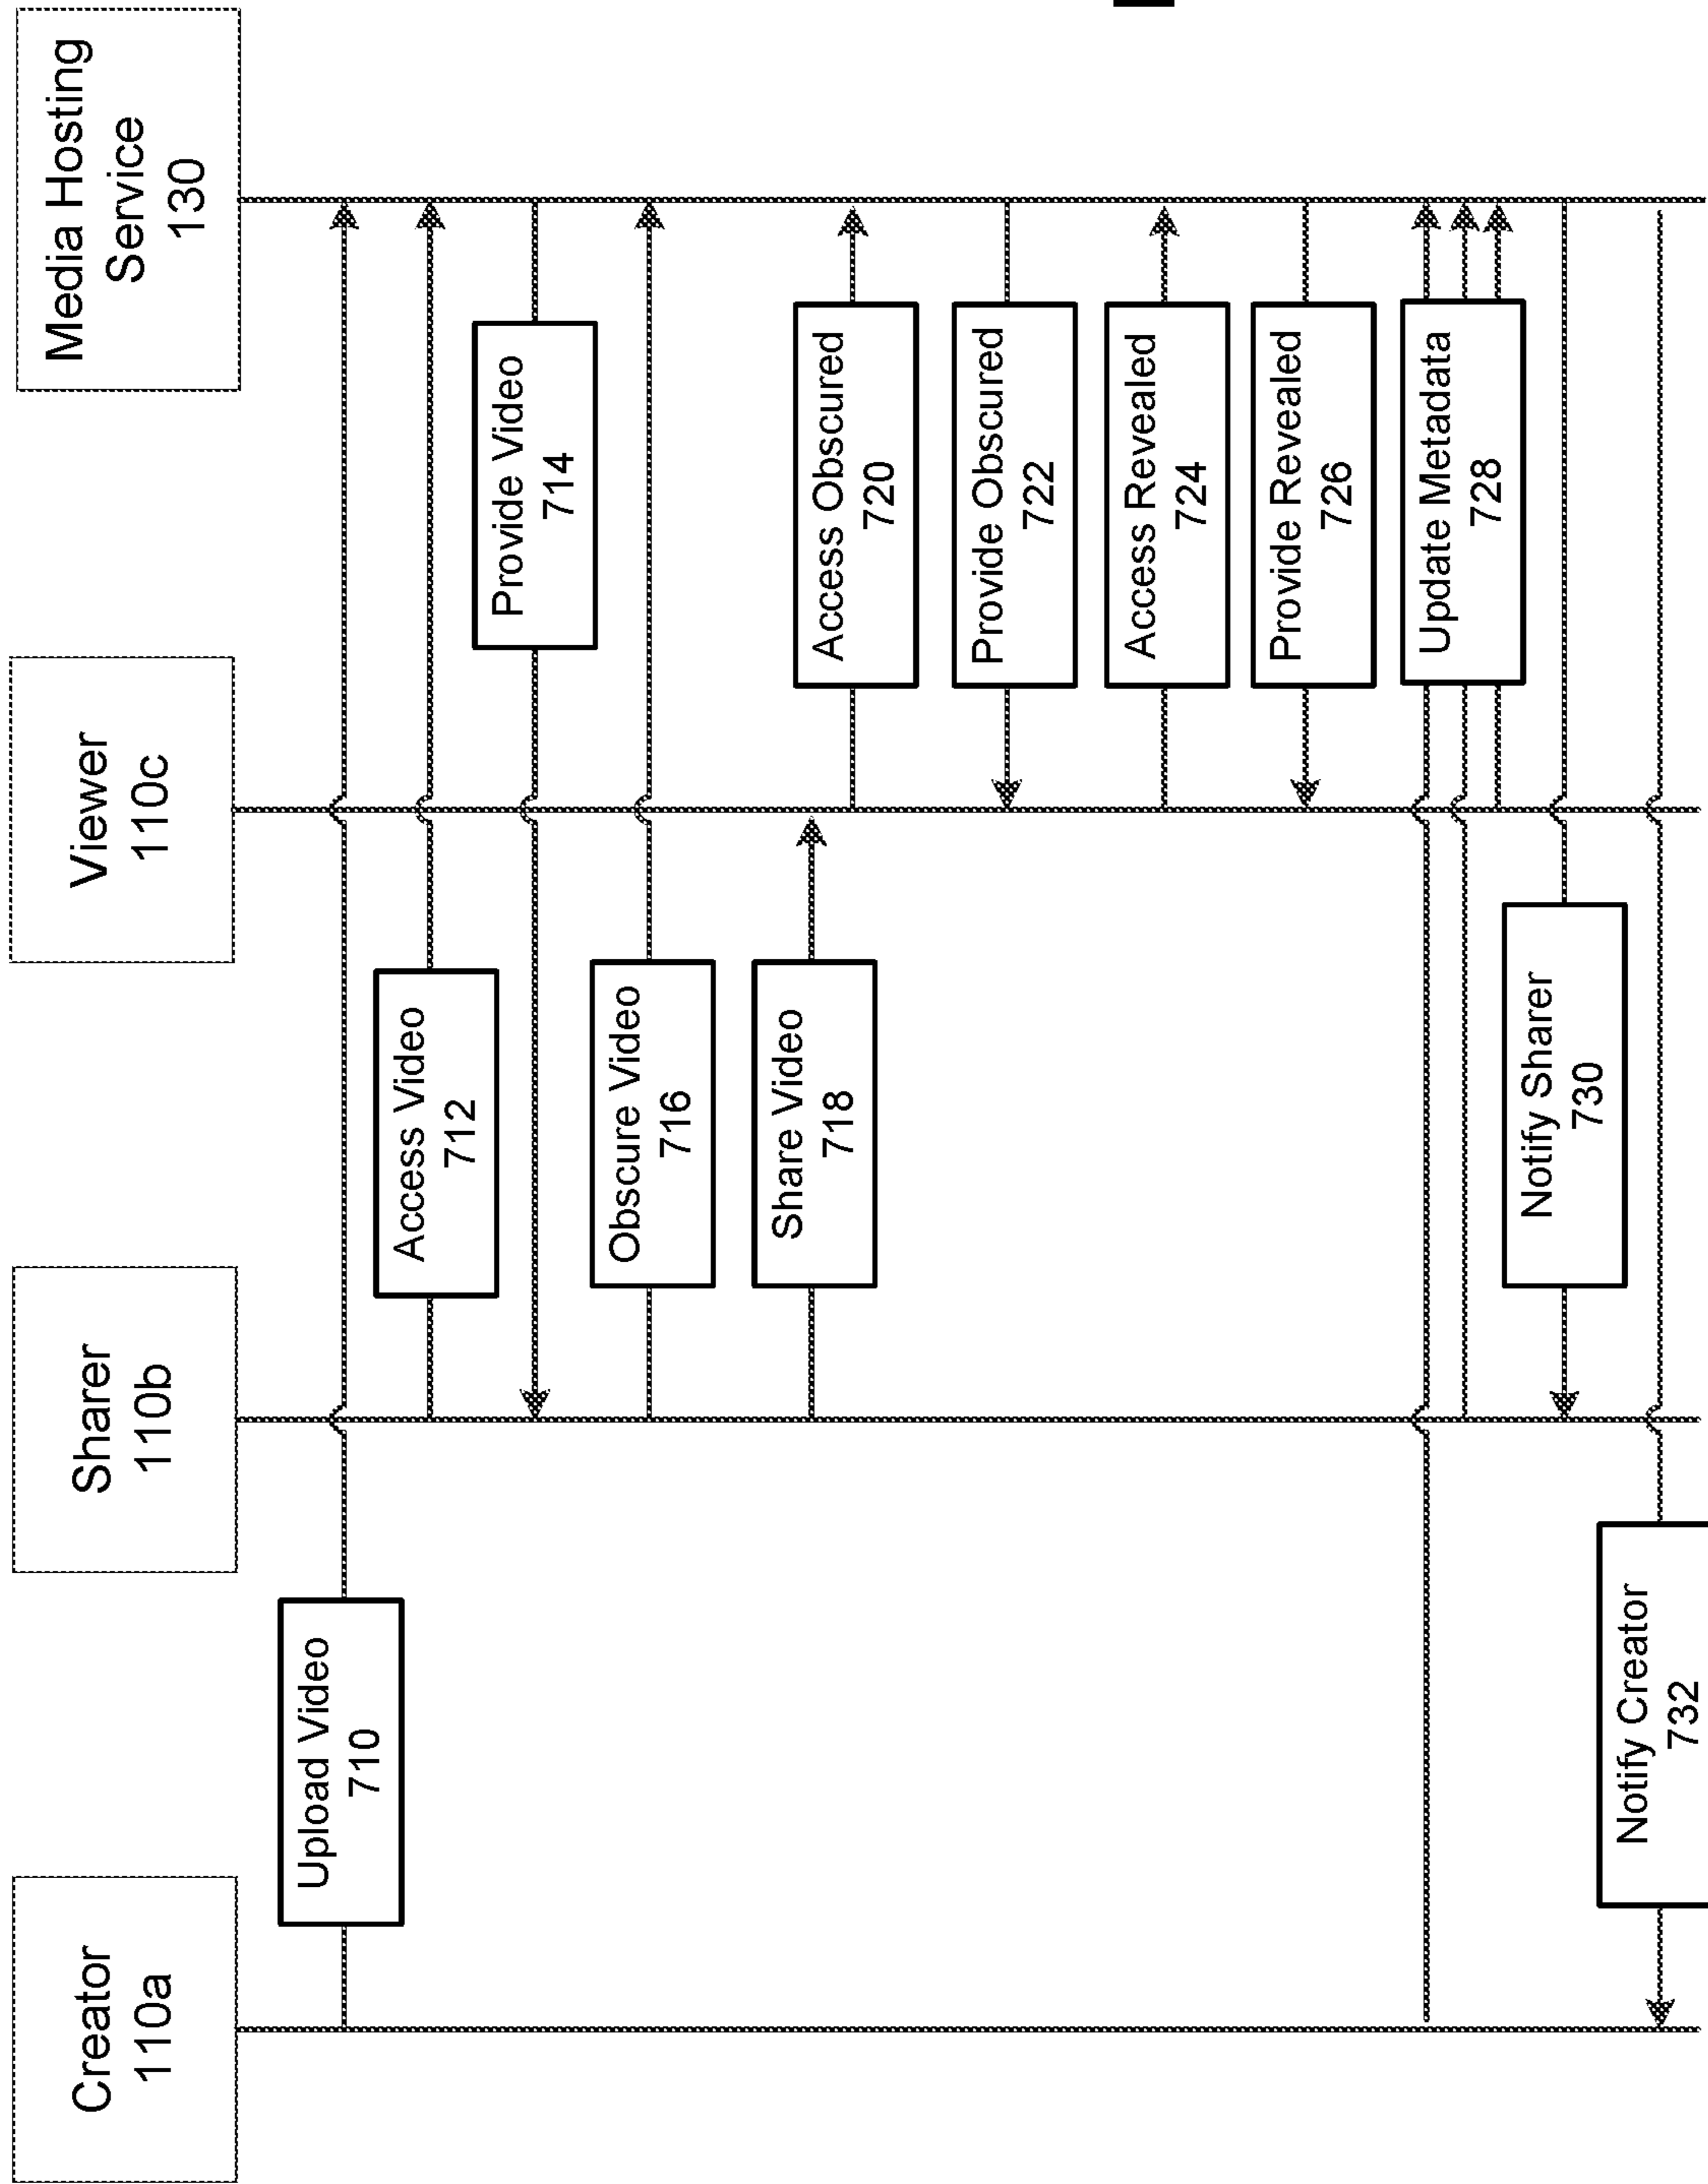 Creator
110a
Sharer
110b
Viewer
110c
Media Hosting
Service
130
Upload Video
710
Access Video
712
Provide Video
714
Obscure Video
716
Share Video
718
Access Obscured
720
Provide Obscured
722
Access Revealed
724
Provide Revealed
726
Update Metadata
728
Notify Sharer
730
Notify Creator
732